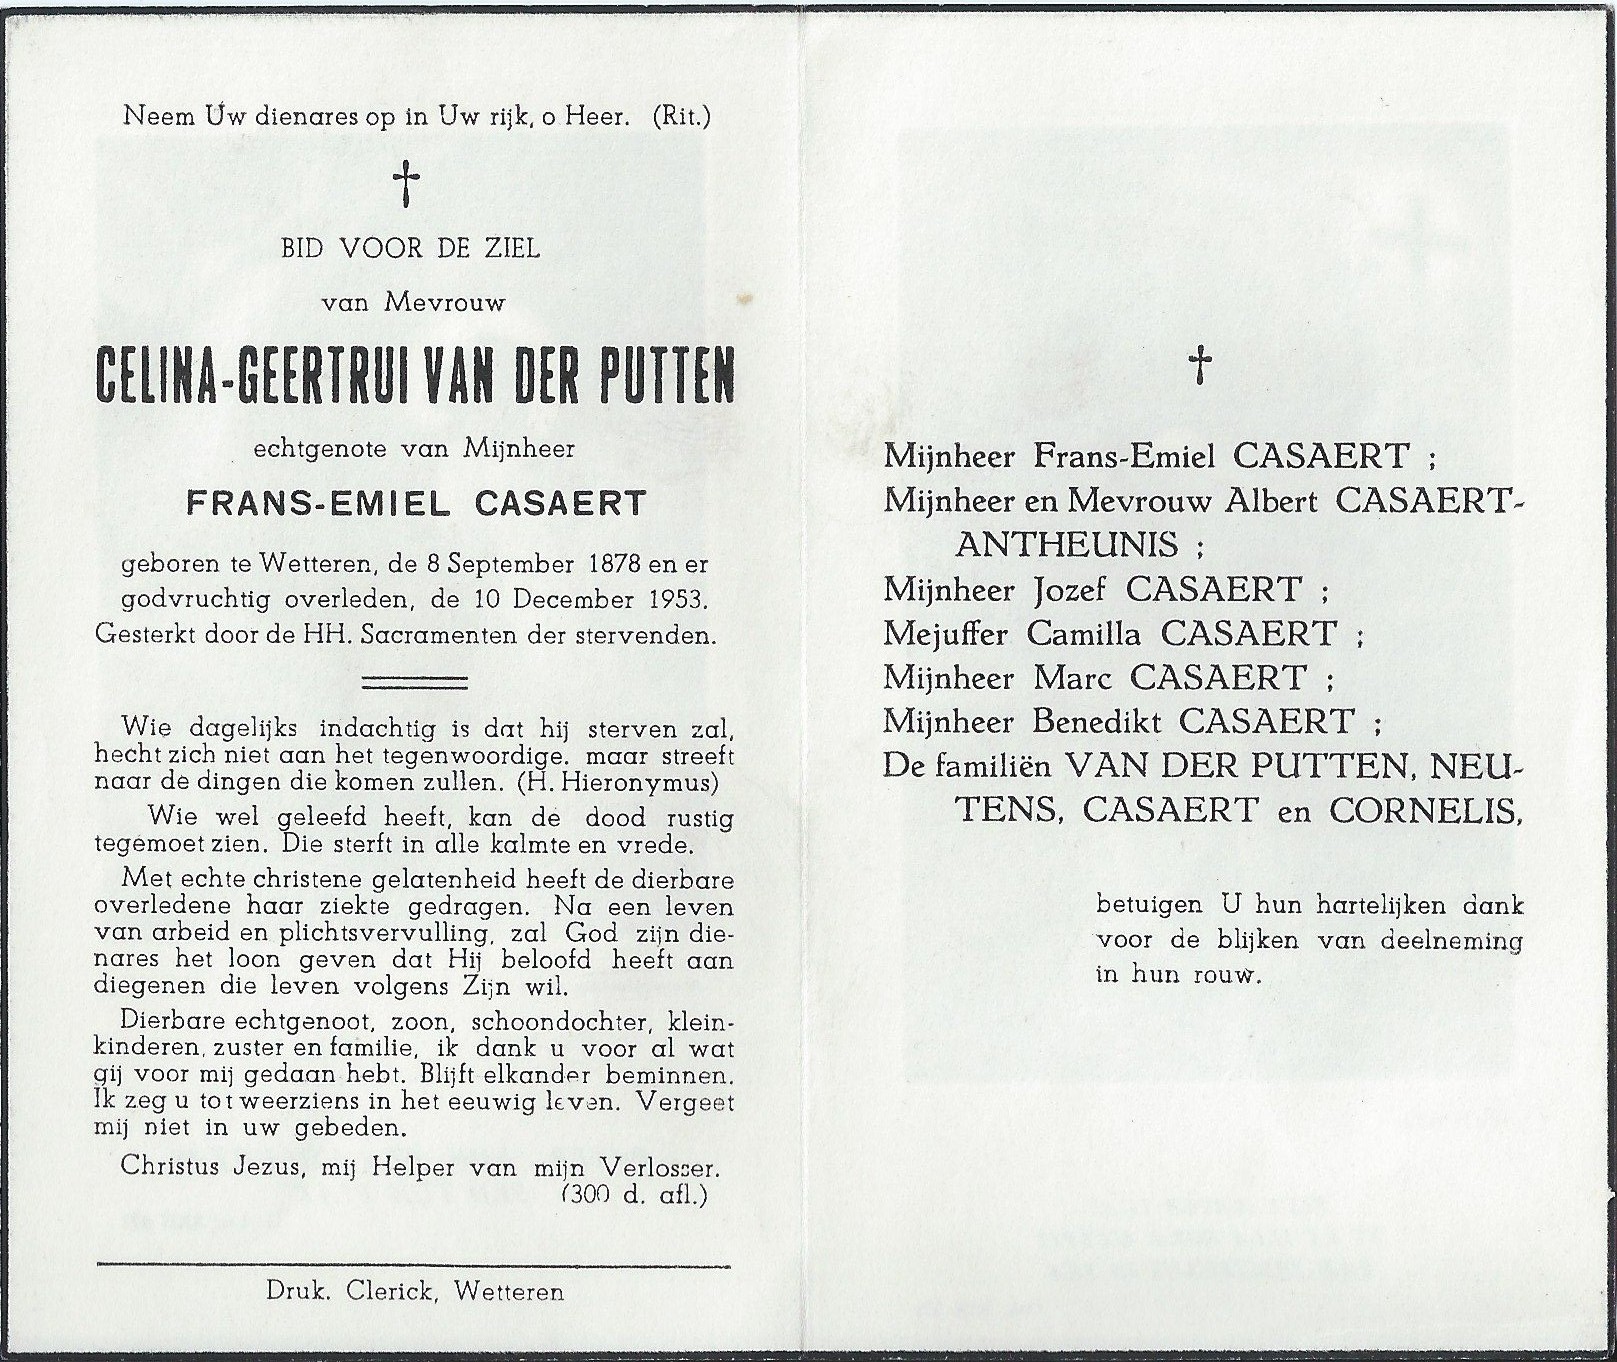 Neem Uw dienares op in Uw rijk, o Heer. (Rit.)
BID VOOR DE ZIEL
van Mevrouw
CELINA-GEERTRUI VAN DER PUTTEN
echtgenote van Mijnheer
FRANS-EMIEL CASAERT
geboren te Wetteren, de 8 September 1878 en er
godvruchtig overleden, de 10 December 1953.
Gesterkt door de HH. Sacramenten der stervenden.
Wie dagelijks indachtig is dat hij sterven zal,
hecht zich niet aan het tegenwoordige. maar streeft
naar de dingen die komen zullen. (H. Hieronymus)
Wie wel geleefd heeft, kan de dood rustig
tegemoet zien. Die sterft in alle kalmte en vrede.
Met echte christene gelatenheid heeft de dierbare
overledene haar ziekte gedragen. Na een leven
van arbeid en plichtsvervulling, zal God zijn die-
nares het loon geven dat Hij beloofd heeft aan
diegenen die leven volgens Zijn wil.
Dierbare echtgenoot, zoon, schoondochter, klein-
kinderen, zuster en familie, ik dank u voor al wat
gij voor mij gedaan hebt. Blijft elkander beminnen.
Ik zeg u tot weerziens in het eeuwig leven. Vergeet
mij niet in uw gebeden.
Christus Jezus, mij Helper van mijn Verlosser.
(300 d. afl.)
Druk. Clerick, Wetteren
Mijnheer Frans-Emiel CASAERT ;
Mijnheer en Mevrouw Albert CASAERT-
ANTHEUNIS ;
Mijnheer Jozef CASAERT ;
Mejuffer Camilla CASAERT ;
Mijnheer Marc CASAERT ;
Mijnheer Benedikt CASAERT ;
De familiën VAN DER PUTTEN, NEU-
TENS, CASAERT en CORNELIS,
betuigen U hun hartelijken dank
voor de blijken van deelneming
in hun rouw.